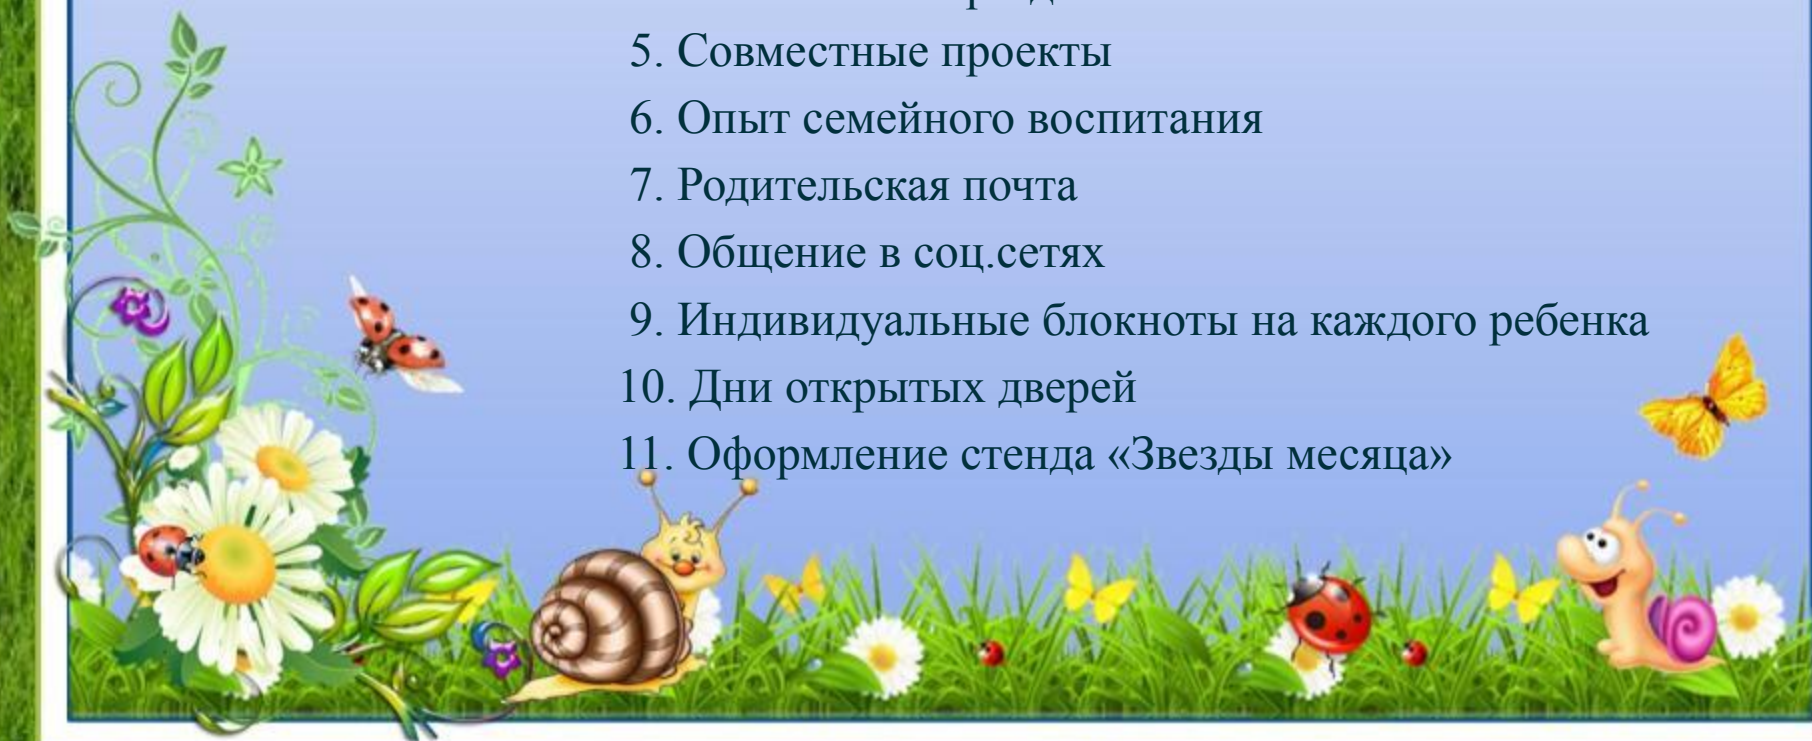 5. Совместные проекты
6. Опыт семейного воспитания
7. Родительская почта
8. Общение в соц.сетях
9. Индивидуальные блокноты на каждого ребенка
10. Дни открытых дверей
11. Оформление стенда «Звезды месяца»